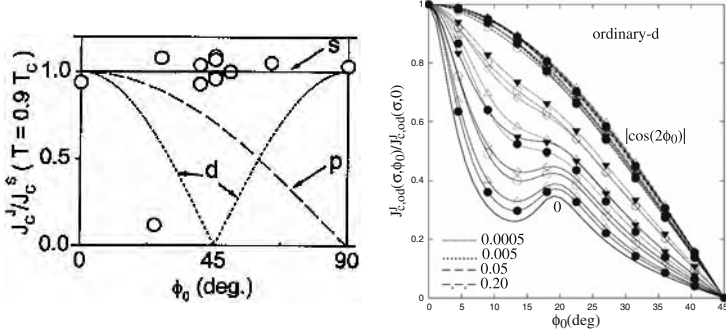 J_c^J/J_c^S ( T = 0.9 T_c)
1.0
0.5
0.0
s
d
p
0
45
90
ϕ₀ (deg.)
J^J_{c,od}(σ,ϕ₀)/J^J_{c,od}(σ,0)
1
0.8
0.6
0.4
0.2
0
ordinary-d
|cos(2ϕ₀)|
0
0.0005
0.005
0.05
0.20
0 5 10 15 20 25 30 35 40 45
ϕ₀(deg)